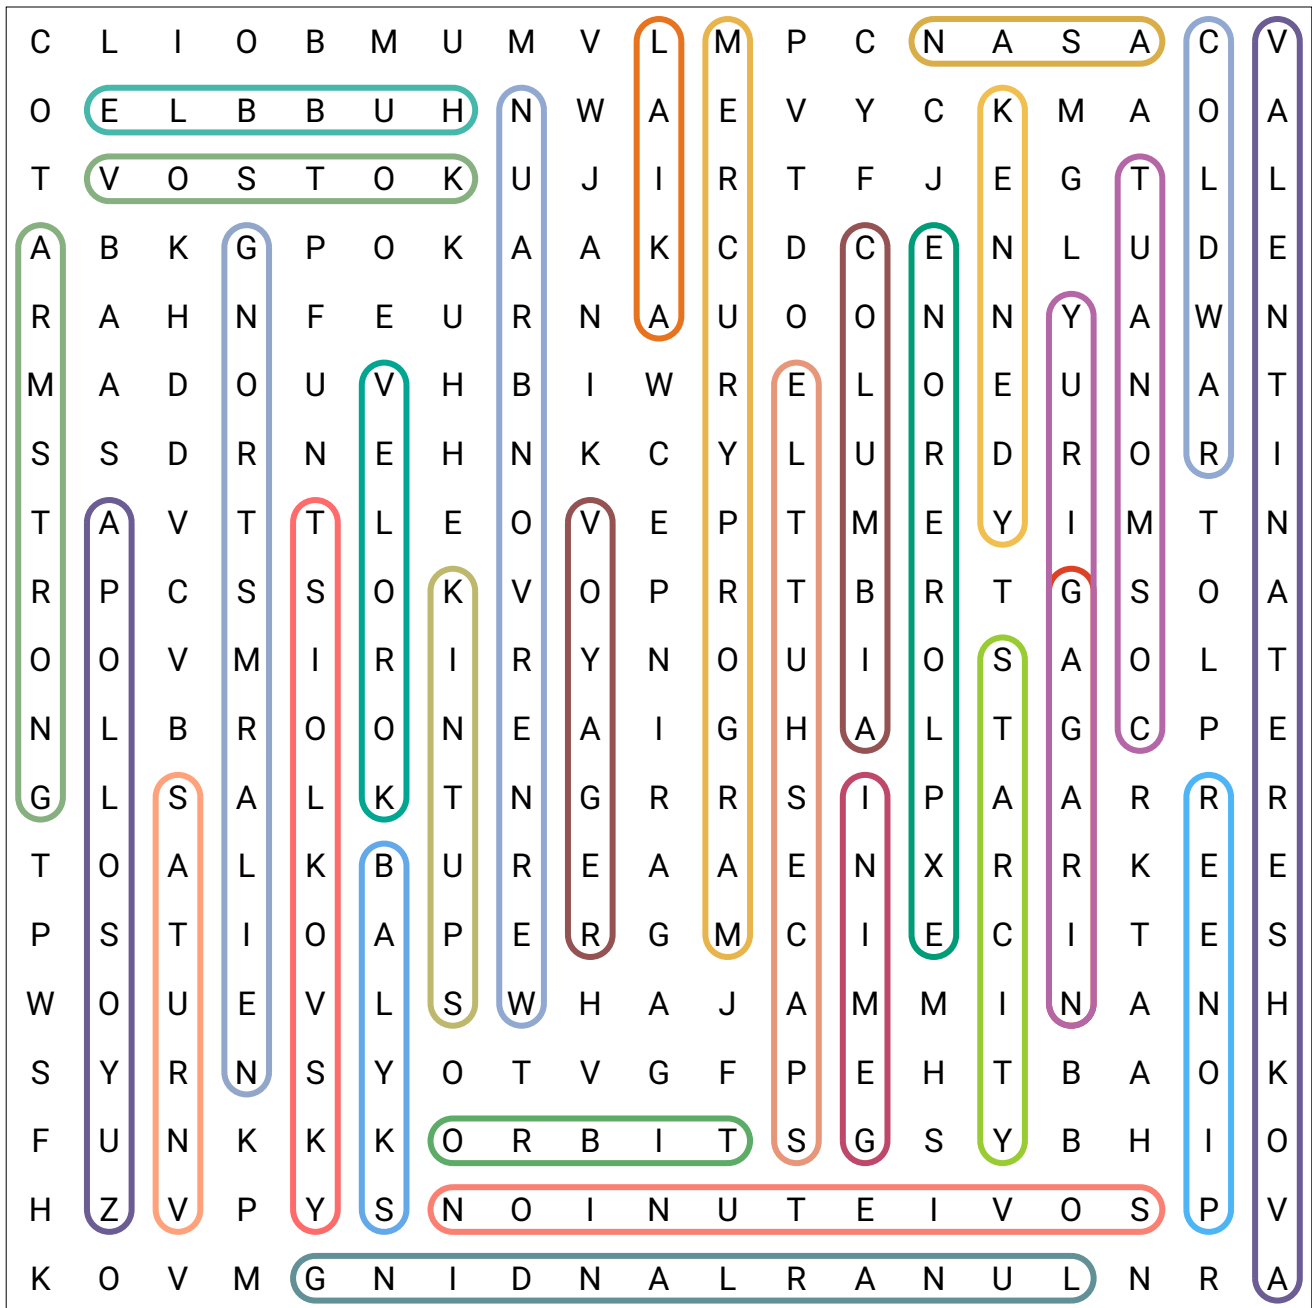 C L I O B M U M V L M P C N A S A C V
O E L B B U H N W A E V Y C K M A O A
T V O S T O K U J I R T F J E G T L L
A B K G P O K A A K C D C E N L U D E
R A H N F E U R N A U O O N N Y A W N
M A D O U V H B I W R E L O E U N A T
S S D R N E H N K C Y L U R D R O R I
T A V T T L E O V E P T M E Y I M T N
R P C S S O K V O P R T B R T G S O A
O O V M I R I R Y N O U I O S A O L T
N L B R O O N E A I G H A L T G C P E
G L S A L K T N G R R S I P A A R R R
T O A L K B U R E A A E N X R R K E E
P S T I O A P E R G M C I E C I T E S
W O U E V L S W H A J A M M I N A N H
S Y R N S Y O T V G F P E H T B A O K
F U N K K K O R B I T S G S Y B H I O
H Z V P Y S N O I N U T E I V O S P V
K O V M G N I D N A L R A N U L N R A